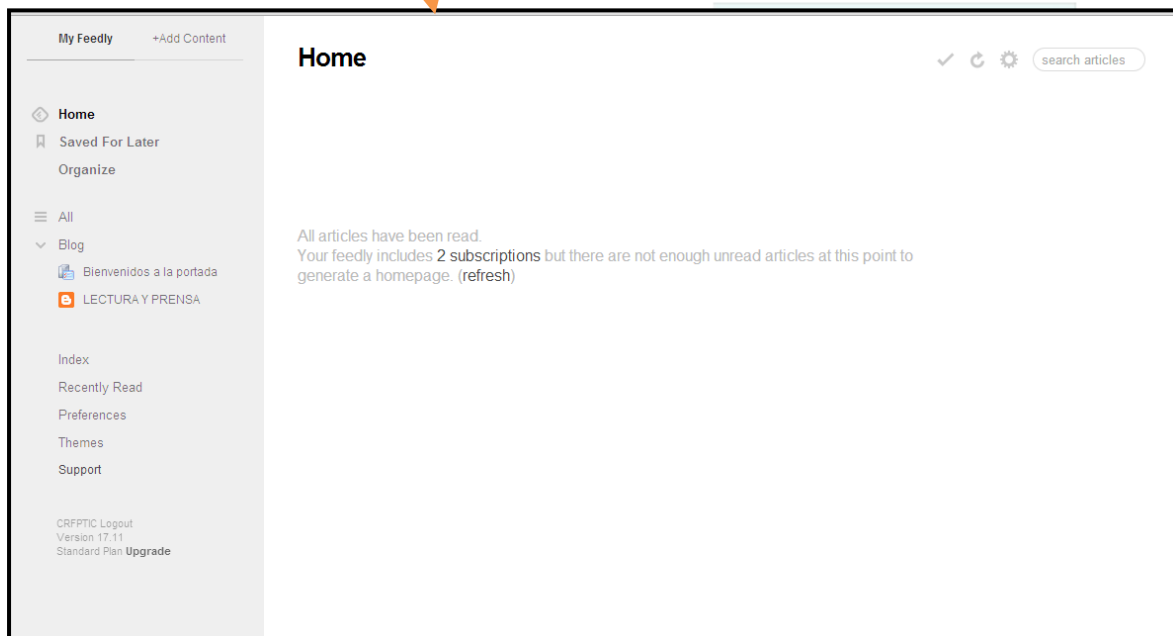 My Feedly +Add Content
Home
Saved For Later
Organize
All
Blog
Bienvenidos a la portada
LECTURA Y PRENSA
Index
Recently Read
Preferences
Themes
Support
CRFPTIC Logout
Version 17.11
Standard Plan Upgrade
Home
search articles
All articles have been read.
Your feedly includes 2 subscriptions but there are not enough unread articles at this point to
generate a homepage. (refresh)